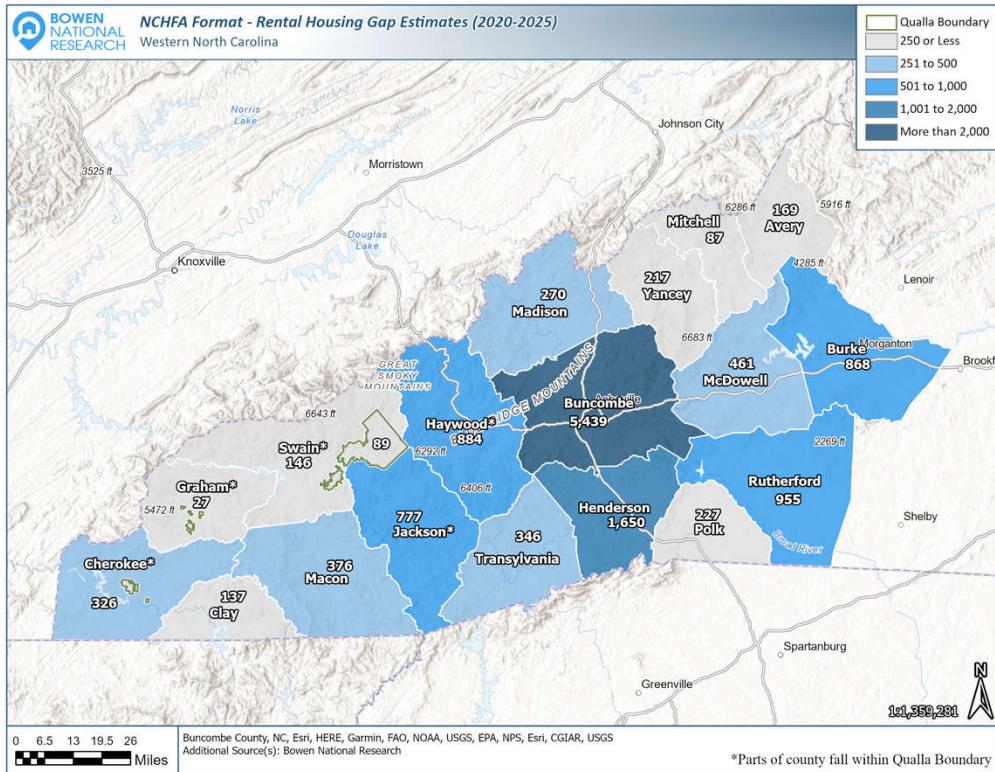 BOWEN
NATIONAL
RESEARCH
NCHFA Format - Rental Housing Gap Estimates (2020-2025)
Western North Carolina
Qualla Boundary
250 or Less
251 to 500
501 to 1,000
1,001 to 2,000
More than 2,000
Norris
Lake
Johnson City
3525 ft
Morristown
6286 ft
5916 ft
169
Avery
Mitchell
87
Douglas
Lake
Knoxville
4285 ft
Lenoir
217
Yancey
270
Madison
6683 ft
Morganton
Burke
868
Brookf
461
McDowell
GREAT
SMOKY
MOUNTAINS
RIDGE MOUNTAINS
Buncombe
5,439
Haywood*
884
6643 ft
Swain*
146
89
6292 ft
2269 ft
Graham*
27
5472 ft
6406 ft
Rutherford
955
Henderson
1,650
227
Polk
Shelby
777
Jackson*
346
Transylvania
Broad River
Cherokee*
326
376
Macon
137
Clay
Spartanburg
Greenville
N
1:1,359,281
0 6.5 13 19.5 26
Miles
Buncombe County, NC, Esri, HERE, Garmin, FAO, NOAA, USGS, EPA, NPS, Esri, CGIAR, USGS
Additional Source(s): Bowen National Research
*Parts of county fall within Qualla Boundary